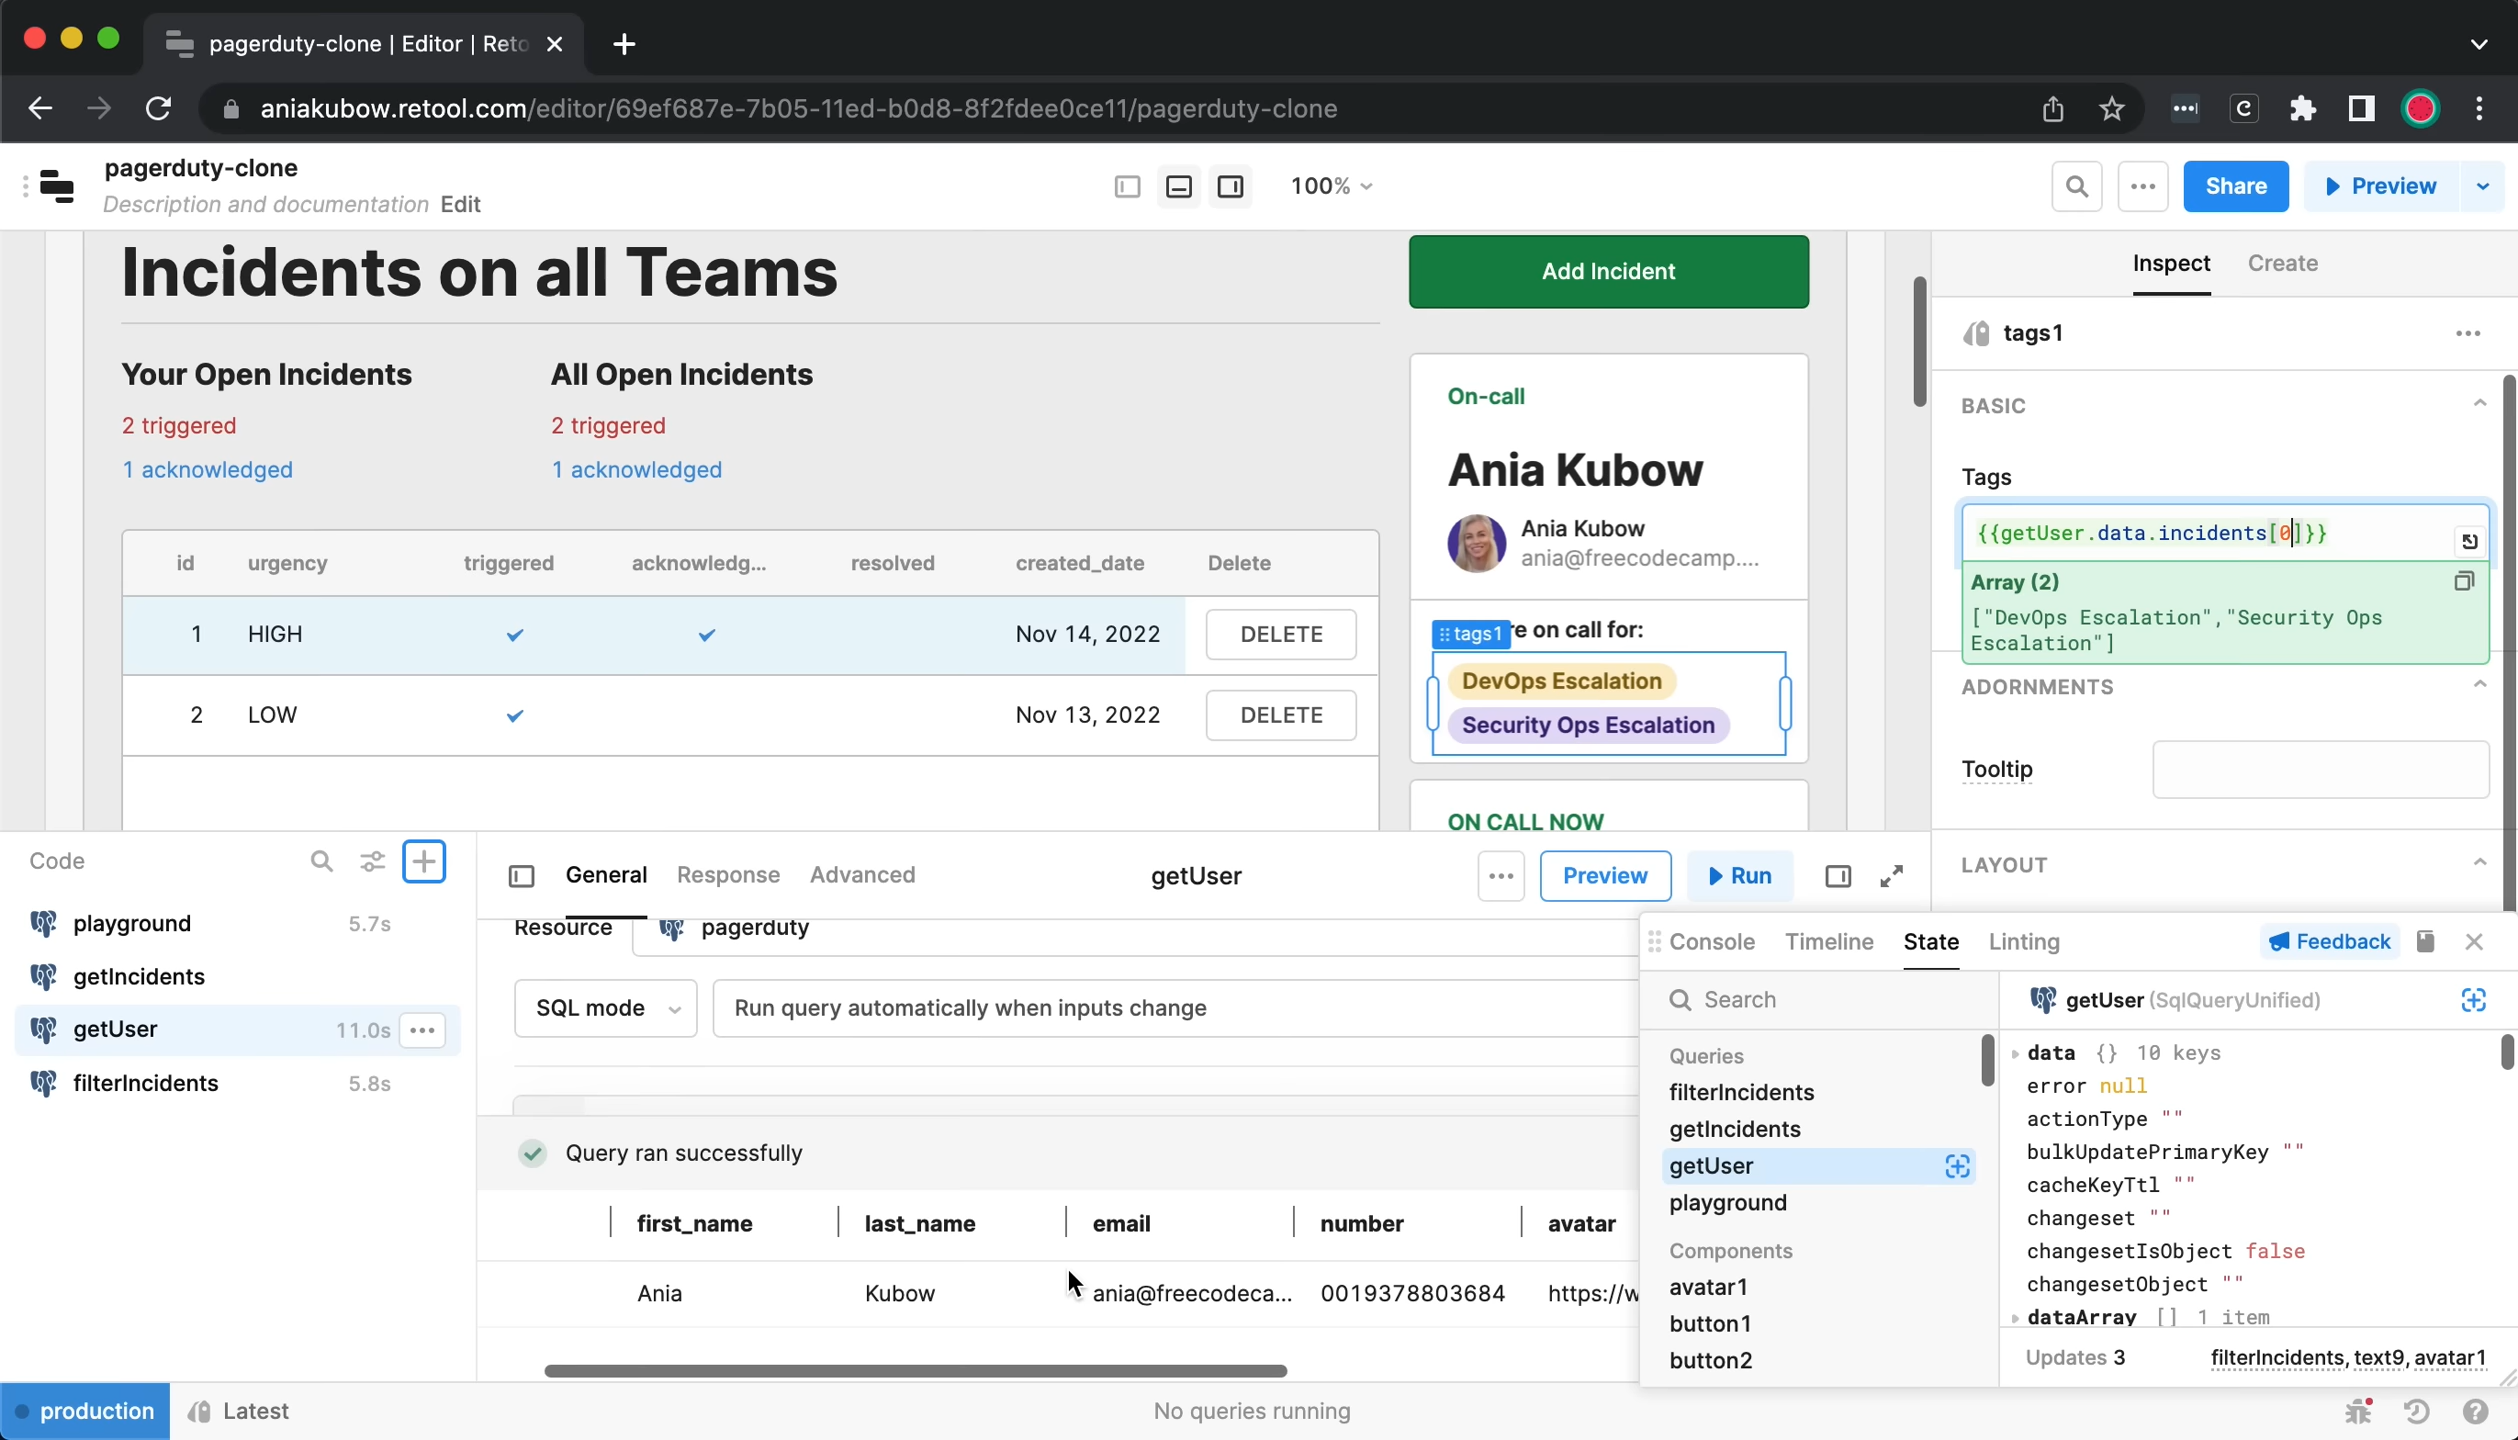 pagerduty-clone | Editor | Reto
aniakubow.retool.com/editor/69ef687e-7b05-11ed-b0d8-8f2fdee0ce11/pagerduty-clone
pagerduty-clone
Description and documentation Edit
100%
Share
Preview
Incidents on all Teams
Add Incident
Inspect
Create
tags1
Your Open Incidents
All Open Incidents
2 triggered
2 triggered
1 acknowledged
1 acknowledged
On-call
Ania Kubow
Ania Kubow
ania@freecodecamp....
tags1
re on call for:
DevOps Escalation
Security Ops Escalation
ON CALL NOW
BASIC
Tags
{{getUser.data.incidents[0]}}
Array (2)
["DevOps Escalation","Security Ops
Escalation"]
ADORNMENTS
Tooltip
LAYOUT
id urgency triggered acknowledg... resolved created_date Delete
1 HIGH Nov 14, 2022 DELETE
2 LOW Nov 13, 2022 DELETE
Code
playground 5.7s
getIncidents
getUser 11.0s
filterIncidents 5.8s
General Response Advanced
getUser
Preview
Run
Resource
pagerduty
SQL mode
Run query automatically when inputs change
Query ran successfully
first_name last_name email number avatar
Ania Kubow ania@freecodeca... 0019378803684 https://w
Console Timeline State Linting
Feedback
Search
Queries
filterIncidents
getIncidents
getUser
playground
Components
avatar1
button1
button2
getUser (SqlQueryUnified)
data {} 10 keys
error null
actionType ""
bulkUpdatePrimaryKey ""
cacheKeyTtl ""
changeset ""
changesetIsObject false
changesetObject ""
dataArray [] 1 item
Updates 3
filterIncidents, text9, avatar1
production
Latest
No queries running